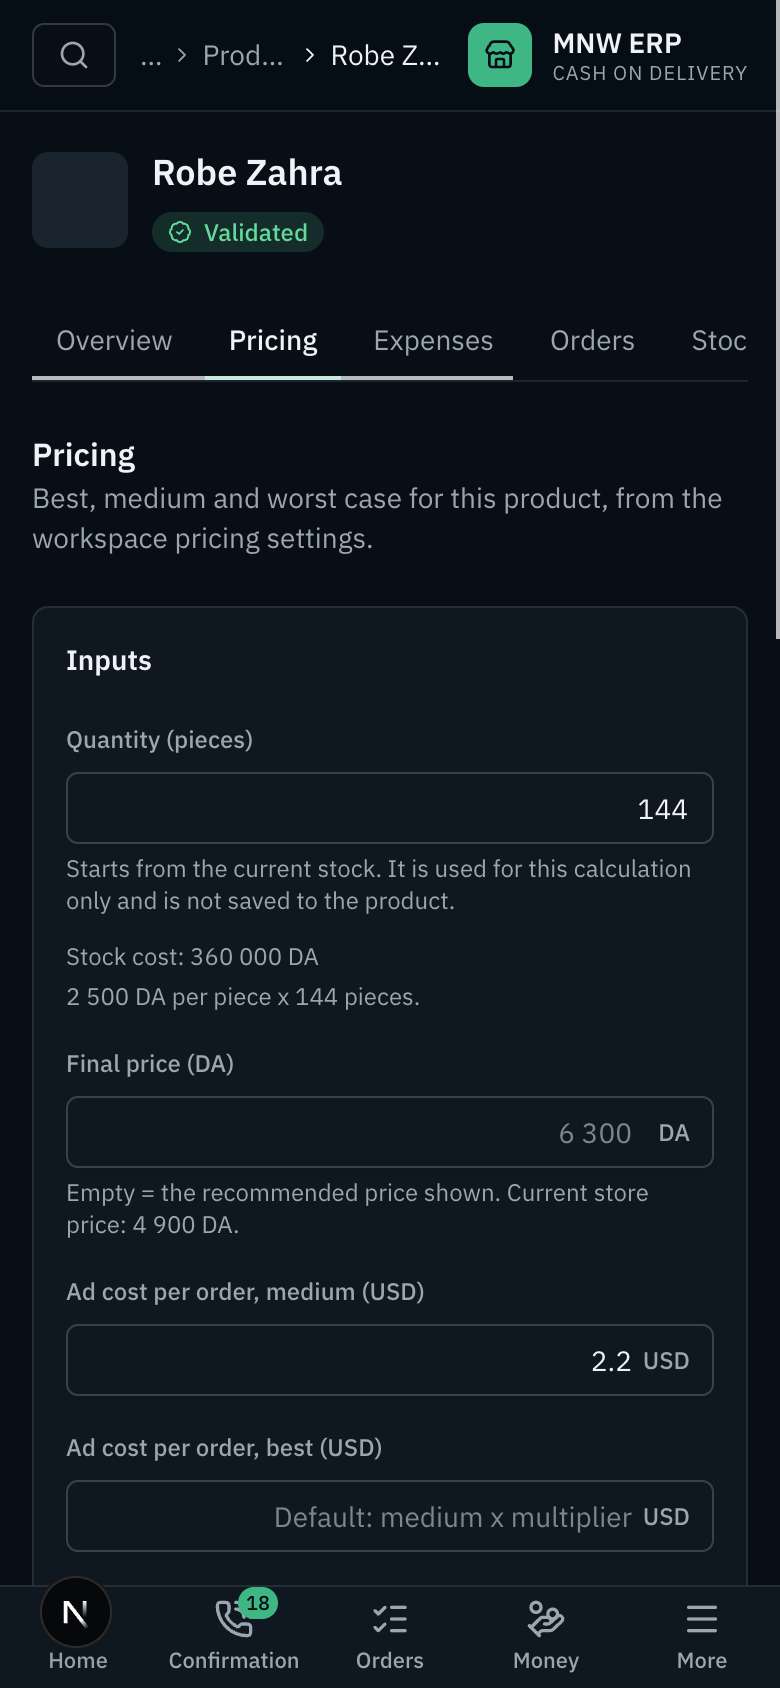 ... > Prod... > Robe Z...
MNW ERP
CASH ON DELIVERY
Robe Zahra
Validated
Overview Pricing Expenses Orders Stoc
Pricing
Best, medium and worst case for this product, from the
workspace pricing settings.
Inputs
Quantity (pieces)
144
Starts from the current stock. It is used for this calculation
only and is not saved to the product.
Stock cost: 360 000 DA
2 500 DA per piece x 144 pieces.
Final price (DA)
6 300 DA
Empty = the recommended price shown. Current store
price: 4 900 DA.
Ad cost per order, medium (USD)
2.2 USD
Ad cost per order, best (USD)
Default: medium x multiplier USD
N
18
Home Confirmation Orders Money More